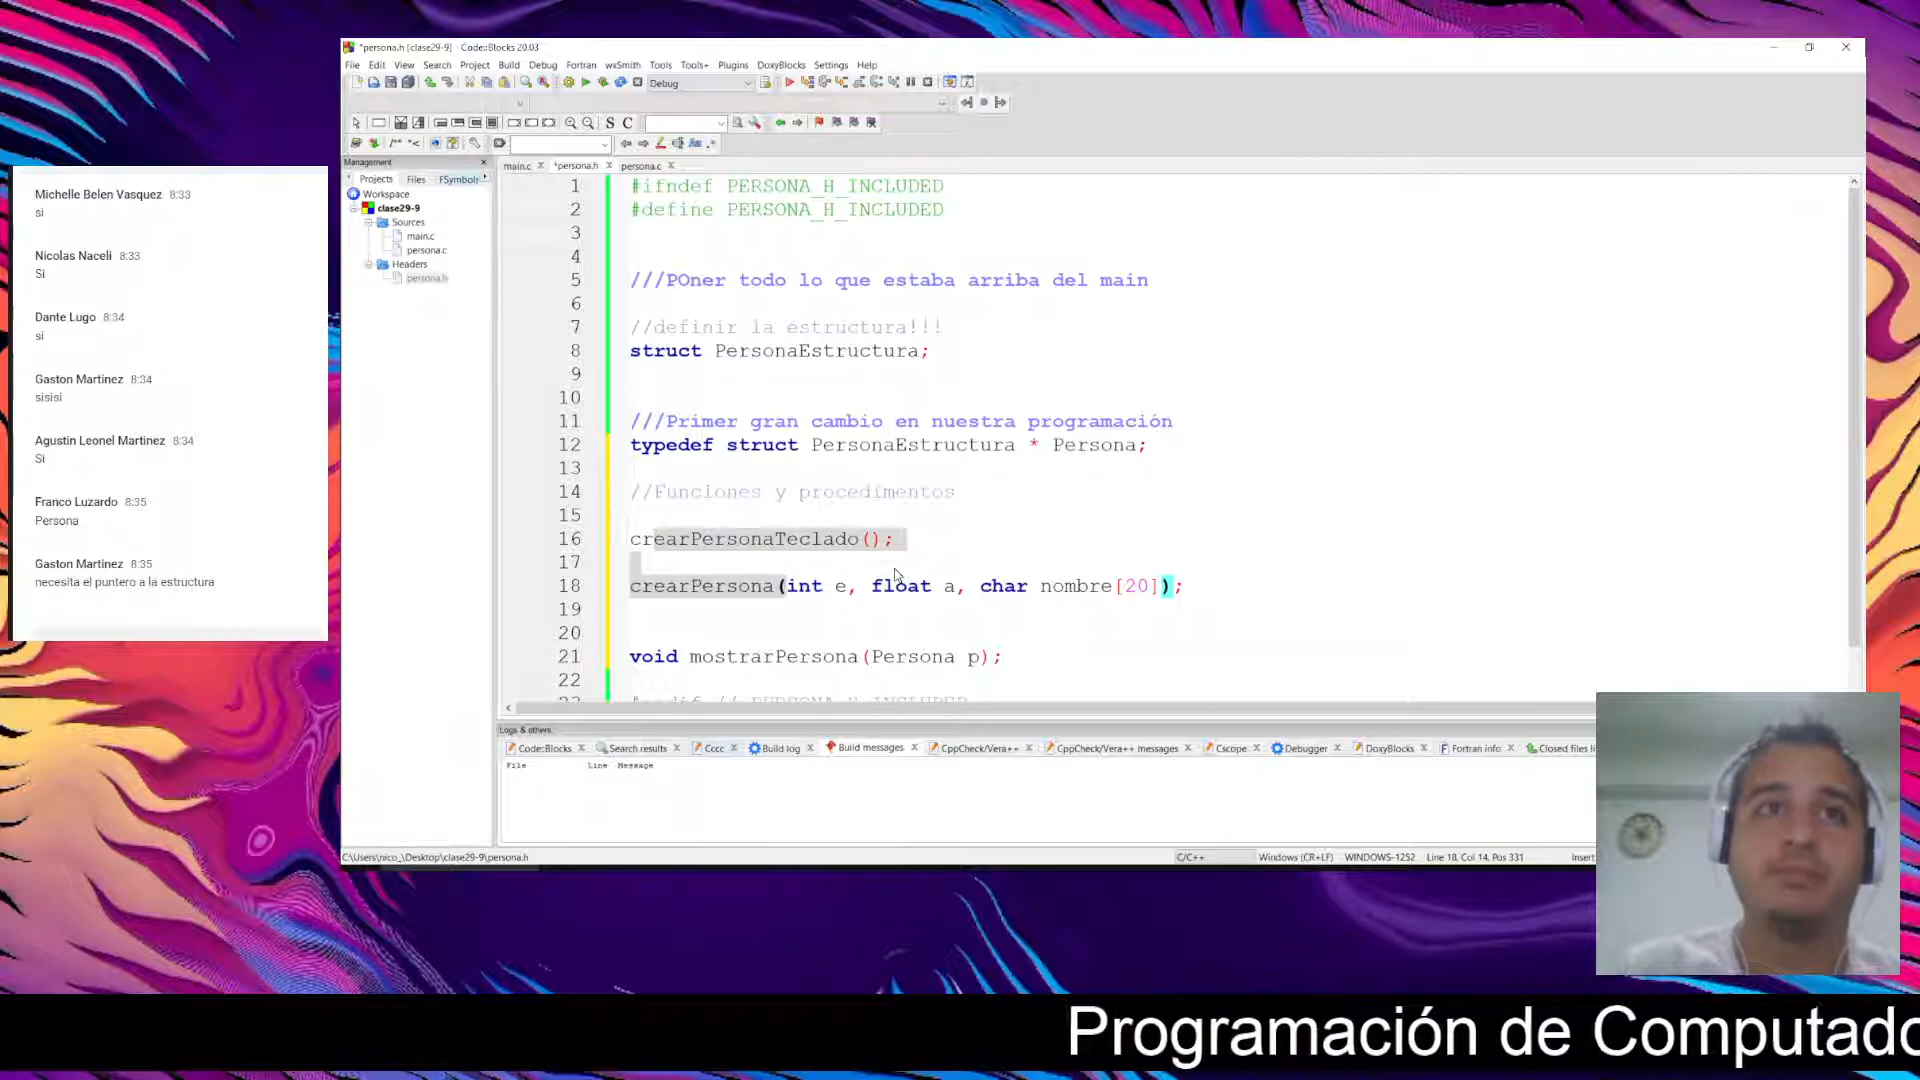 *persona.h [clase29-9] - Code::Blocks 20.03
File Edit View Search Project Build Debug Fortran wxSmith Tools Tools+ Plugins DoxyBlocks Settings Help
Debug
S C
Management
main.c *persona.h persona.c
Projects Files FSymbols
Workspace
clase29-9
Sources
main.c
persona.c
Headers
persona.h
Michelle Belen Vasquez 8:33
si
Nicolas Naceli 8:33
Si
Dante Lugo 8:34
si
Gaston Martinez 8:34
sisisi
Agustin Leonel Martinez 8:34
Si
Franco Luzardo 8:35
Persona
Gaston Martinez 8:35
necesita el puntero a la estructura
1 #ifndef PERSONA_H_INCLUDED
2 #define PERSONA_H_INCLUDED
3
4
5 ///POner todo lo que estaba arriba del main
6
7 //definir la estructura!!!
8 struct PersonaEstructura;
9
10
11 ///Primer gran cambio en nuestra programación
12 typedef struct PersonaEstructura * Persona;
13
14 //Funciones y procedimentos
15
16 crearPersonaTeclado();
17
18 crearPersona(int e, float a, char nombre[20]);
19
20
21 void mostrarPersona(Persona p);
22
Logs & others
Code::Blocks Search results Cccc Build log Build messages CppCheck/Vera++ CppCheck/Vera++ messages Cscope Debugger DoxyBlocks Fortran info Closed files li
File Line Message
C:\Users\nico_\Desktop\clase29-9\persona.h C/C++ Windows (CR+LF) WINDOWS-1252 Line 18, Col 14, Pos 331 Insert
Programación de Computado